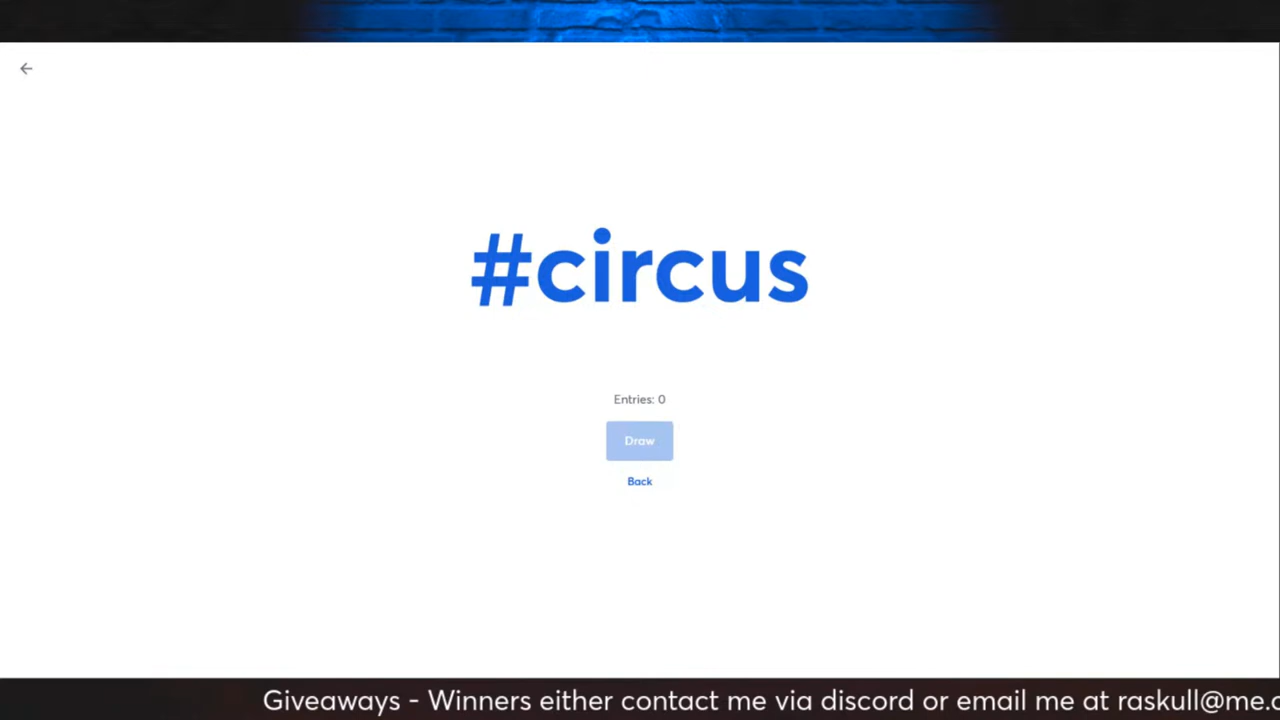 #circus
Entries: 0
Draw
Back
Giveaways - Winners either contact me via discord or email me at raskull@me.c